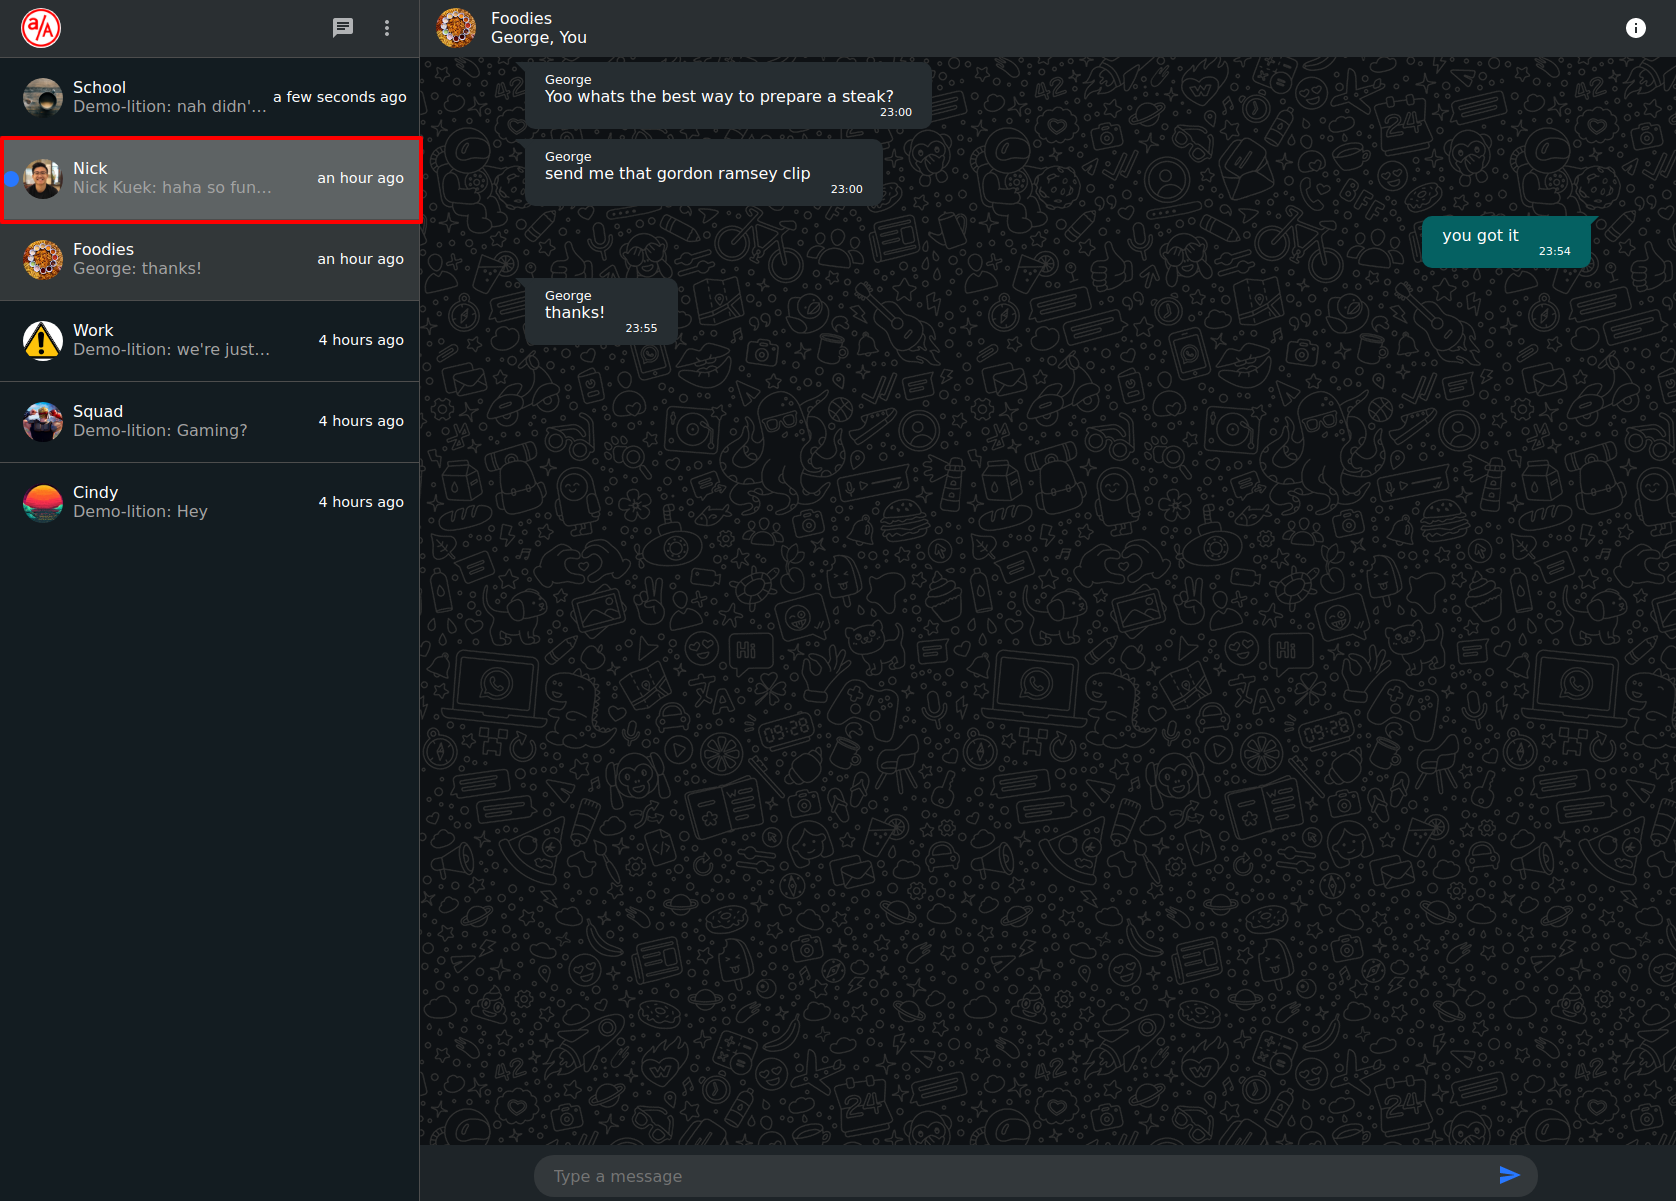 a/A
School
Demo-lition: nah didn'...
a few seconds ago
Nick
Nick Kuek: haha so fun...
an hour ago
Foodies
George: thanks!
an hour ago
Work
Demo-lition: we're just...
4 hours ago
Squad
Demo-lition: Gaming?
4 hours ago
Cindy
Demo-lition: Hey
4 hours ago
Foodies
George, You
George
Yoo whats the best way to prepare a steak?
23:00
George
send me that gordon ramsey clip
23:00
you got it
23:54
George
thanks!
23:55
Type a message